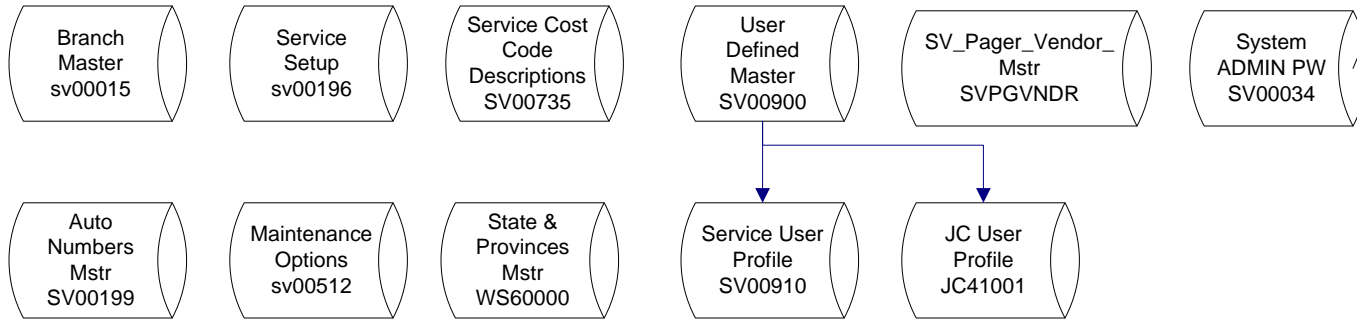 Branch
Master
sv00015
Service
Setup
sv00196
Service Cost
Code
Descriptions
SV00735
User
Defined
Master
SV00900
SV_Pager_Vendor_
Mstr
SVPGVNDR
System
ADMIN PW
SV00034
Auto
Numbers
Mstr
SV00199
Maintenance
Options
sv00512
State &
Provinces
Mstr
WS60000
Service User
Profile
SV00910
JC User
Profile
JC41001